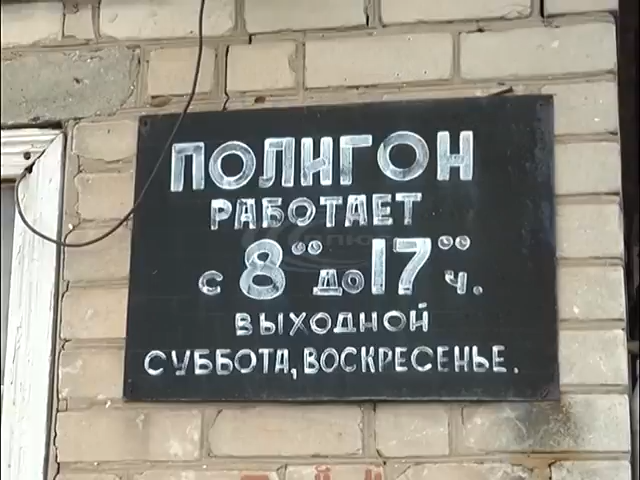 ПОЛИГОН
РАБОТАЕТ
С 8⁰⁰ ДО 17⁰⁰ Ч.
ВЫХОДНОЙ
СУББОТА, ВОСКРЕСЕНЬЕ.